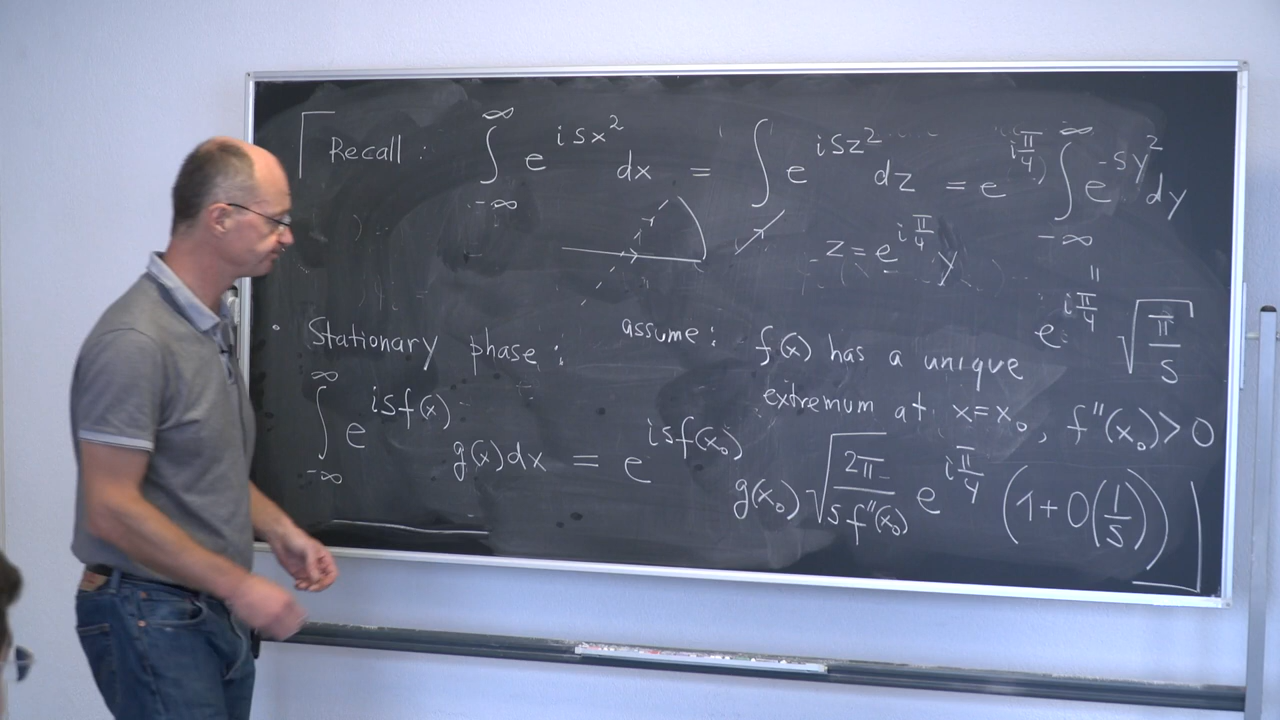 Recall : ∫_{-∞}^{∞} e^{isx²} dx = ∫ e^{isz²} dz = e^{iπ/4} ∫_{-∞}^{∞} e^{-sy²} dy
z = e^{iπ/4} y
||
e^{iπ/4} √(π/s)
• Stationary phase : assume : f(x) has a unique
extremum at x=x₀, f''(x₀)>0
∫_{-∞}^{∞} e^{isf(x)} g(x)dx = e^{isf(x₀)} g(x₀) √(2π/(s f''(x₀))) e^{iπ/4} (1+O(1/s))